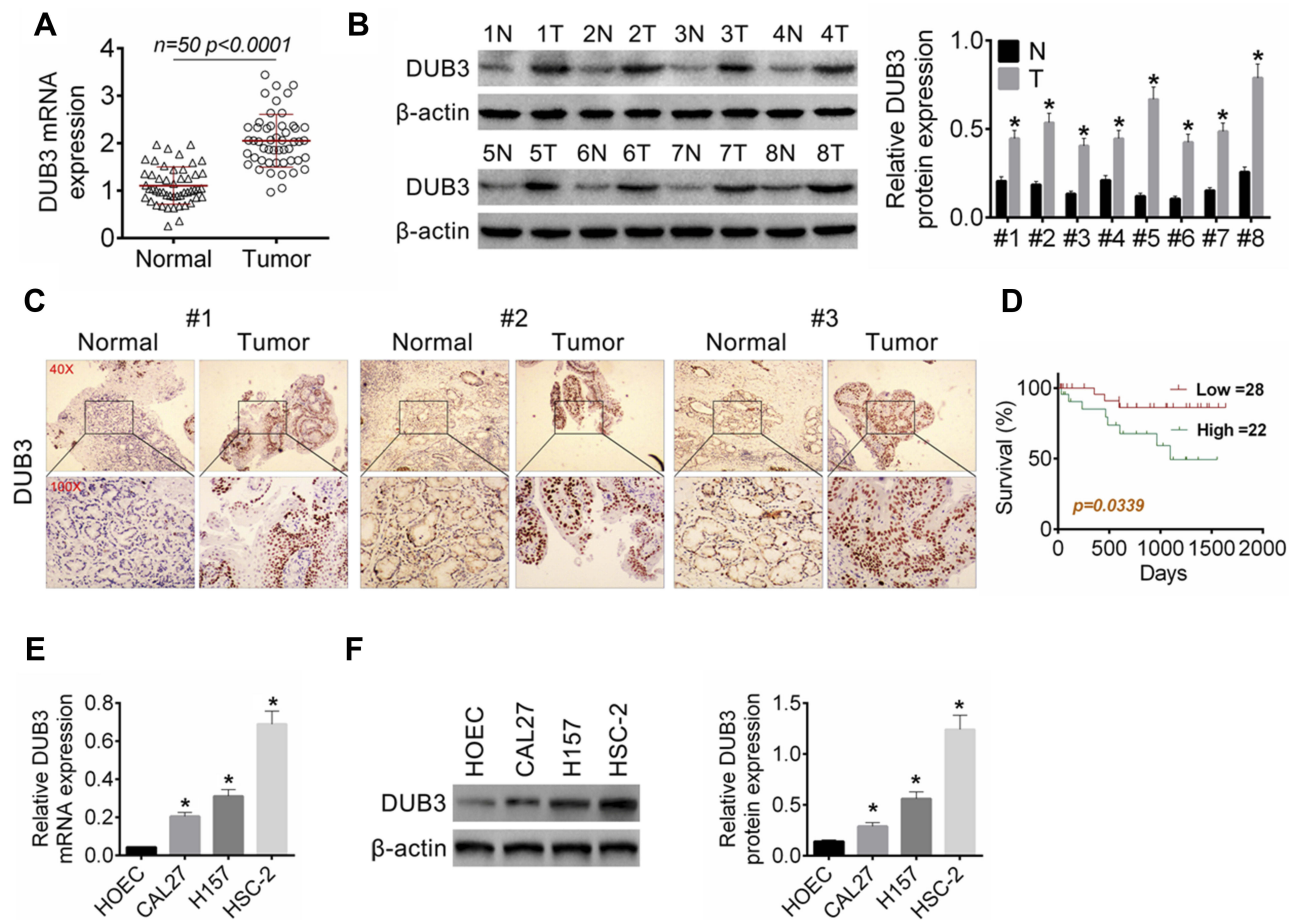 A
n=50 p<0.0001
DUB3 mRNA
expression
4
3
2
1
0
Normal
Tumor
B
1N 1T 2N 2T 3N 3T 4N 4T
DUB3
β-actin
5N 5T 6N 6T 7N 7T 8N 8T
DUB3
β-actin
Relative DUB3
protein expression
1.0
0.5
0.0
N
T
* * * * * * * *
#1 #2 #3 #4 #5 #6 #7 #8
C
#1 #2 #3
Normal Tumor Normal Tumor Normal Tumor
DUB3
40X
100X
D
Survival (%)
100
50
0
Low =28
High =22
p=0.0339
0 500 1000 1500 2000
Days
E
Relative DUB3
mRNA expression
0.8
0.6
0.4
0.2
0.0
* * *
HOEC
CAL27
H157
HSC-2
F
HOEC
CAL27
H157
HSC-2
DUB3
β-actin
Relative DUB3
protein expression
1.5
1.0
0.5
0.0
* * *
HOEC
CAL27
H157
HSC-2